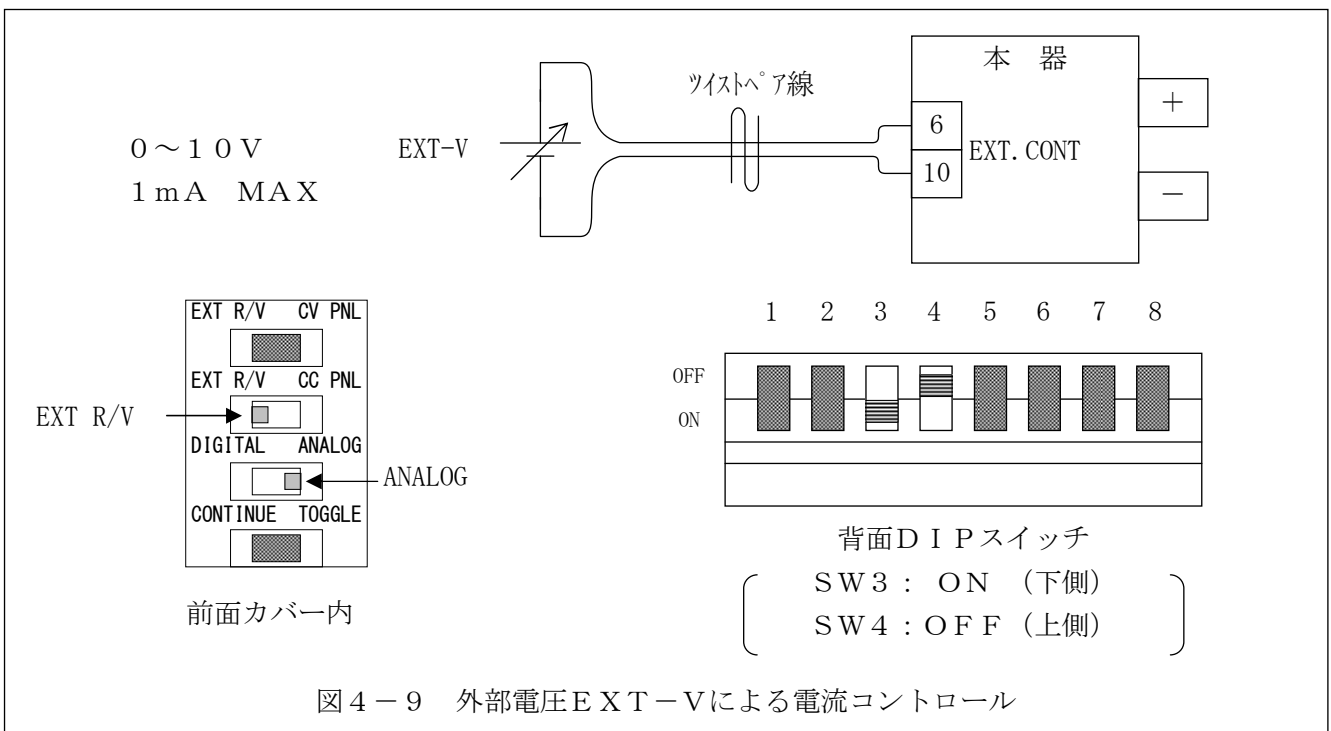 本 器
ツイストペア線
+
0～10V
EXT-V
6
EXT.CONT
1mA MAX
10
－
EXT R/V CV PNL
1 2 3 4 5 6 7 8
EXT R/V CC PNL
OFF
EXT R/V
ON
DIGITAL ANALOG
ANALOG
CONTINUE TOGGLE
背面DIPスイッチ
SW3：ON（下側）
前面カバー内
SW4：OFF（上側）
図4－9 外部電圧EXT－Vによる電流コントロール